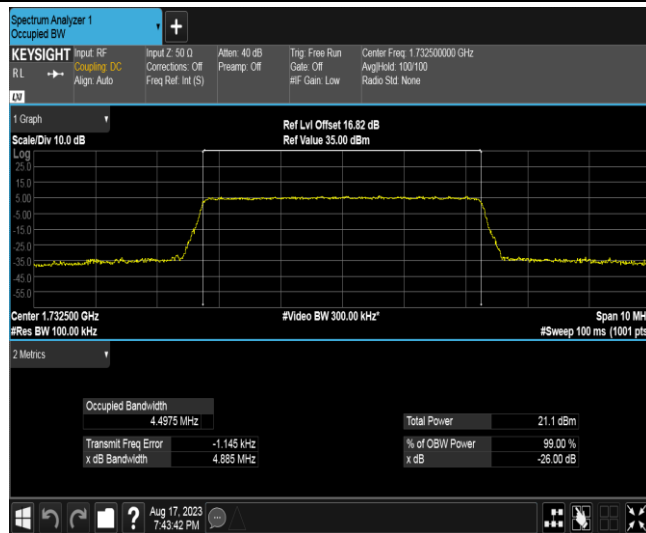 Spectrum Analyzer 1
Occupied BW
+
KEYSIGHT
RL
Input: RF
Coupling: DC
Align: Auto
Input Z: 50 Ω
Corrections: Off
Freq Ref: Int (S)
Atten: 40 dB
Preamp: Off
Trig: Free Run
Gate: Off
#IF Gain: Low
Center Freq: 1.732500000 GHz
Avg|Hold: 100/100
Radio Std: None
LXI
1 Graph
Scale/Div 10.0 dB
Ref Lvl Offset 16.82 dB
Ref Value 35.00 dBm
Log
25.0
15.0
5.00
-5.00
-15.0
-25.0
-35.0
-45.0
-55.0
Center 1.732500 GHz
#Video BW 300.00 kHz*
Span 10 MH
#Res BW 100.00 kHz
#Sweep 100 ms (1001 pts
2 Metrics
Occupied Bandwidth
4.4975 MHz
Total Power 21.1 dBm
Transmit Freq Error -1.145 kHz
% of OBW Power 99.00 %
x dB Bandwidth 4.885 MHz
x dB -26.00 dB
?
Aug 17, 2023
7:43:42 PM